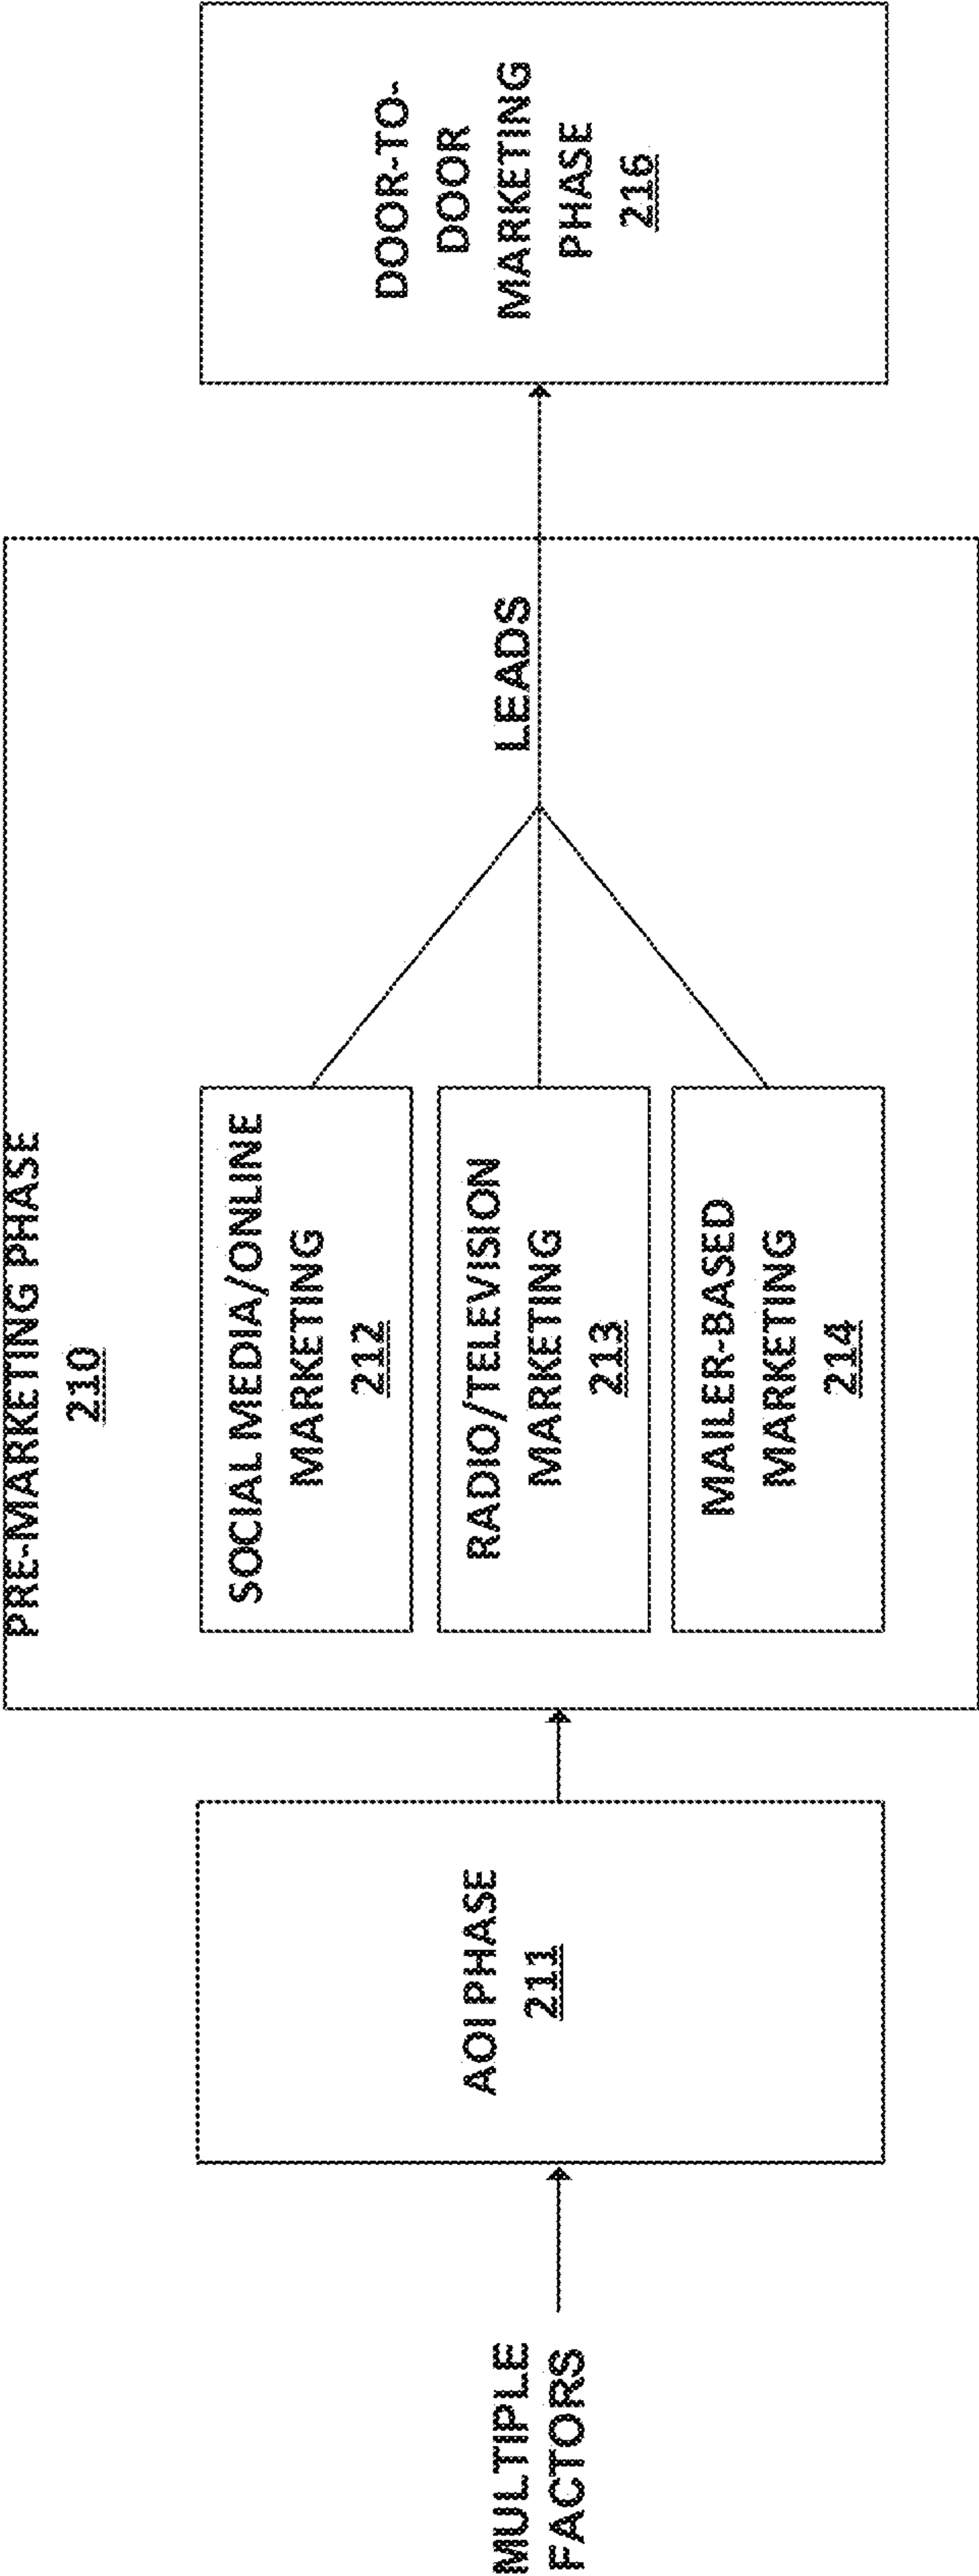 MULTIPLE
FACTORS
AOI PHASE
211
PRE-MARKETING PHASE
210
SOCIAL MEDIA/ONLINE
MARKETING
212
RADIO/TELEVISION
MARKETING
213
MAILER-BASED
MARKETING
214
LEADS
DOOR-TO-
DOOR
MARKETING
PHASE
216